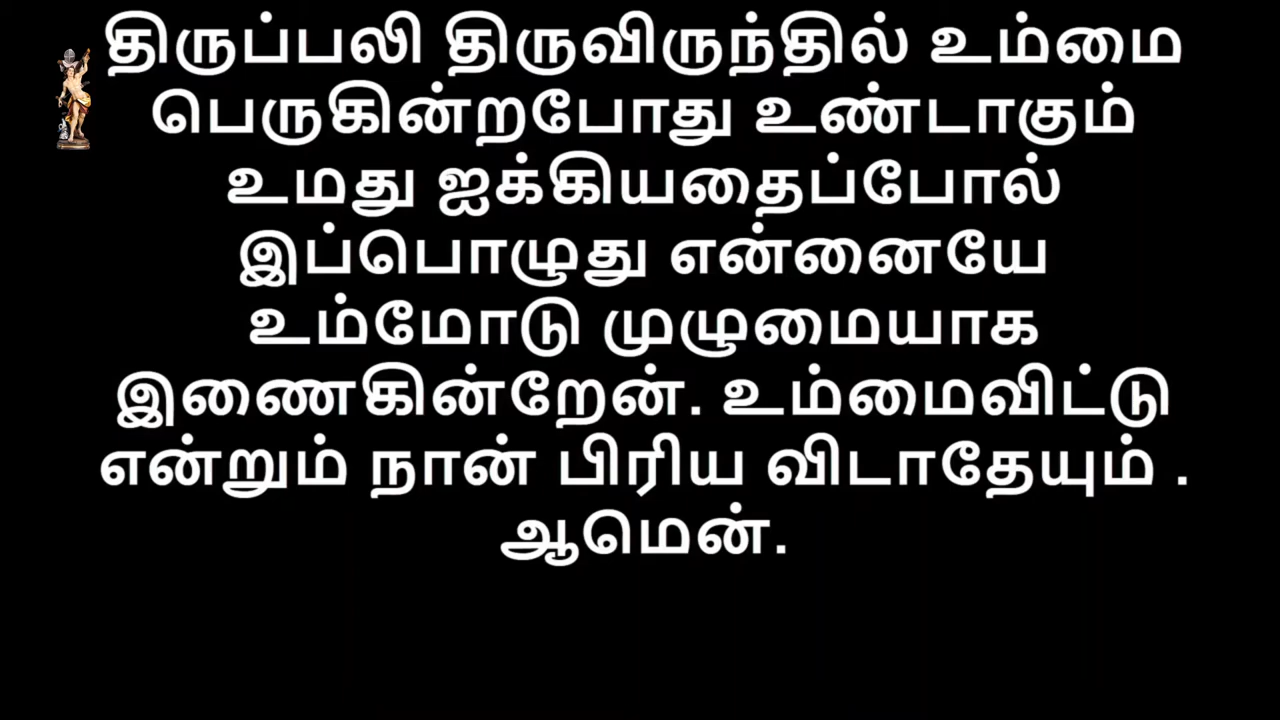 திருப்பலி திருவிருந்தில் உம்மை
பெருகின்றபோது உண்டாகும்
உமது ஐக்கியதைப்போல்
இப்பொழுது என்னையே
உம்மோடு முழுமையாக
இணைகின்றேன். உம்மைவிட்டு
என்றும் நான் பிரிய விடாதேயும் .
ஆமென்.